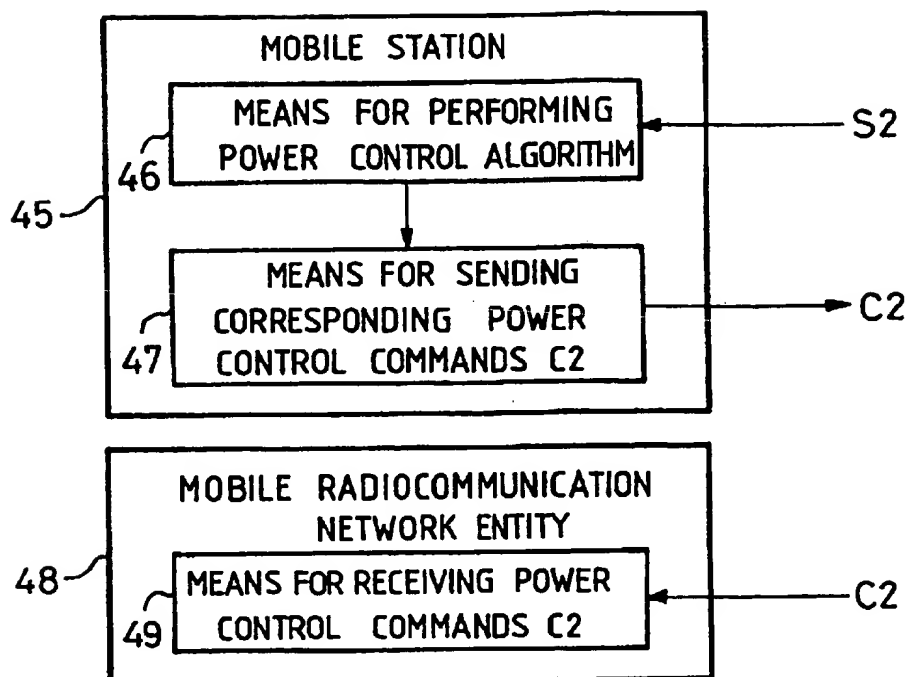 MOBILE STATION
MEANS FOR PERFORMING
POWER CONTROL ALGORITHM
S2
46
45
MEANS FOR SENDING
CORRESPONDING POWER
CONTROL COMMANDS C2
C2
47
MOBILE RADIOCOMMUNICATION
NETWORK ENTITY
48
MEANS FOR RECEIVING POWER
CONTROL COMMANDS C2
C2
49